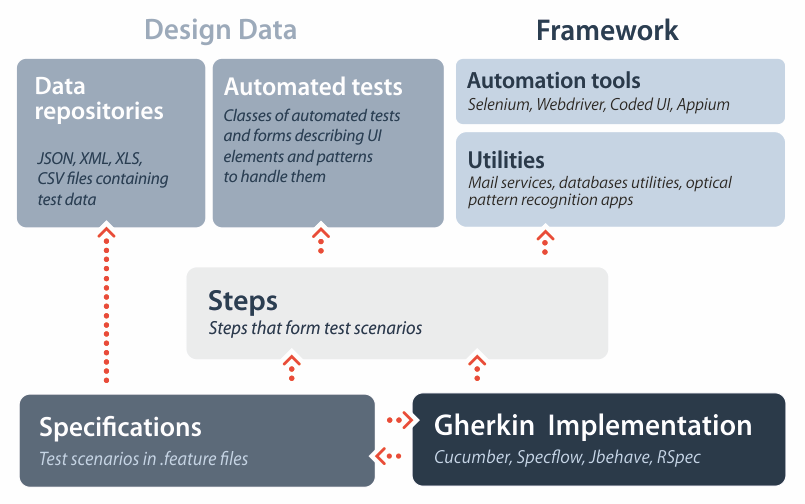 Design Data
Framework
Data
repositories
JSON, XML, XLS,
CSV files containing
test data
Automated tests
Classes of automated tests
and forms describing UI
elements and patterns
to handle them
Automation tools
Selenium, Webdriver, Coded UI, Appium
Utilities
Mail services, databases utilities, optical
pattern recognition apps
Steps
Steps that form test scenarios
Specifications
Test scenarios in .feature files
Gherkin Implementation
Cucumber, Specflow, Jbehave, RSpec